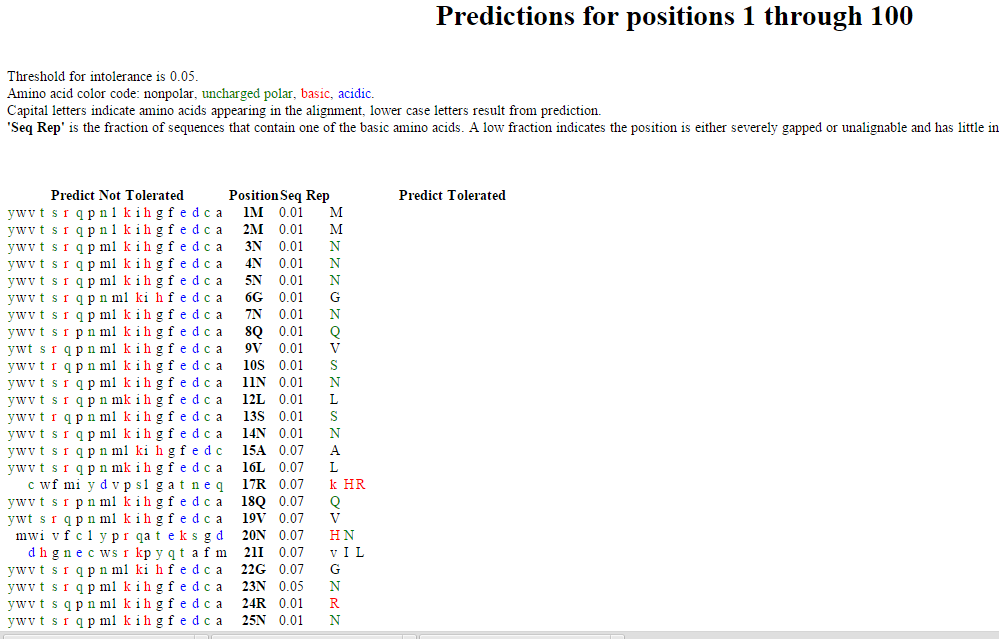 Predictions for positions 1 through 100
Threshold for intolerance is 0.05.
Amino acid color code: nonpolar, uncharged polar, basic, acidic.
Capital letters indicate amino acids appearing in the alignment, lower case letters result from prediction.
'Seq Rep' is the fraction of sequences that contain one of the basic amino acids. A low fraction indicates the position is either severely gapped or unalignable and has little in
Predict Not Tolerated Position Seq Rep Predict Tolerated
y w v t s r q p n l k i h g f e d c a 1M 0.01 M
y w v t s r q p n l k i h g f e d c a 2M 0.01 M
y w v t s r q p m l k i h g f e d c a 3N 0.01 N
y w v t s r q p m l k i h g f e d c a 4N 0.01 N
y w v t s r q p m l k i h g f e d c a 5N 0.01 N
y w v t s r q p n m l k i h f e d c a 6G 0.01 G
y w v t s r q p m l k i h g f e d c a 7N 0.01 N
y w v t s r p n m l k i h g f e d c a 8Q 0.01 Q
y w t s r q p n m l k i h g f e d c a 9V 0.01 V
y w v t r q p n m l k i h g f e d c a 10S 0.01 S
y w v t s r q p m l k i h g f e d c a 11N 0.01 N
y w v t s r q p n m k i h g f e d c a 12L 0.01 L
y w v t r q p n m l k i h g f e d c a 13S 0.01 S
y w v t s r q p m l k i h g f e d c a 14N 0.01 N
y w v t s r q p n m l k i h g f e d c 15A 0.07 A
y w v t s r q p n m k i h g f e d c a 16L 0.07 L
c w f m i y d v p s l g a t n e q 17R 0.07 k H R
y w v t s r p n m l k i h g f e d c a 18Q 0.07 Q
y w t s r q p n m l k i h g f e d c a 19V 0.07 V
m w i v f c l y p r q a t e k s g d 20N 0.07 H N
d h g n e c w s r k p y q t a f m 21I 0.07 v I L
y w v t s r q p n m l k i h f e d c a 22G 0.07 G
y w v t s r q p m l k i h g f e d c a 23N 0.05 N
y w v t s q p n m l k i h g f e d c a 24R 0.01 R
y w v t s r q p m l k i h g f e d c a 25N 0.01 N